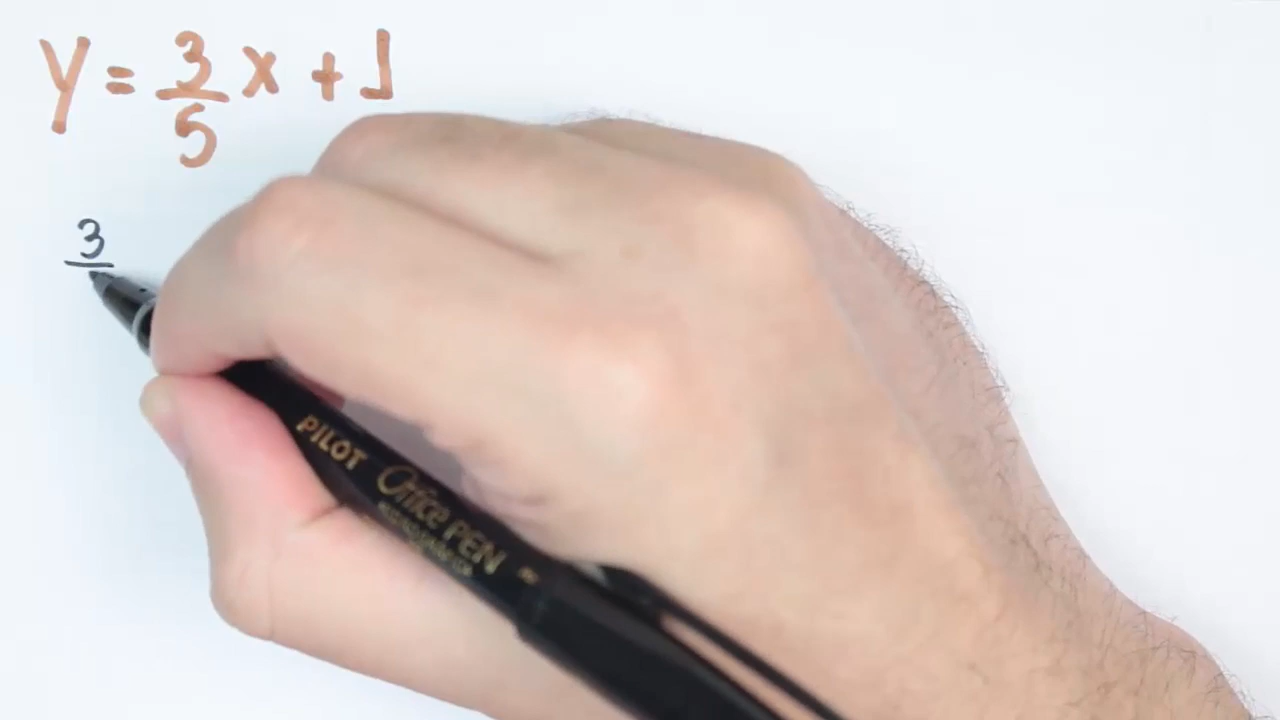 y = 3/5 x + 1
3
PILOT
Office PEN